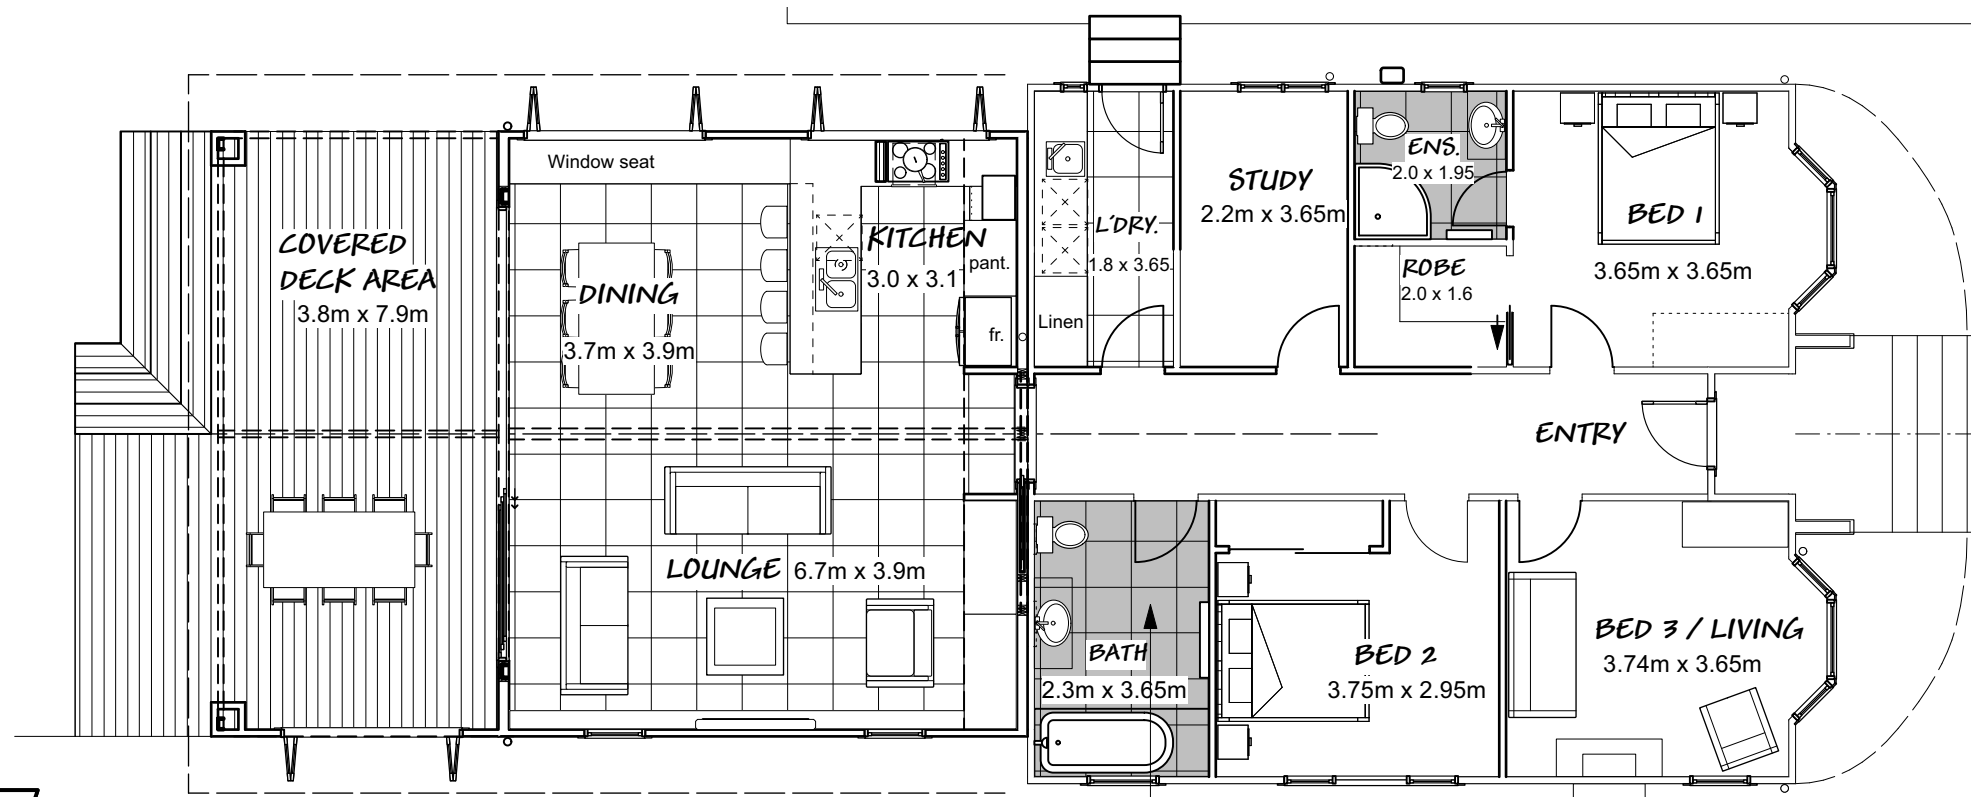 Window seat
COVERED
DECK AREA
3.8m x 7.9m
DINING
3.7m x 3.9m
KITCHEN
3.0 x 3.1
pant.
fr.
LOUNGE 6.7m x 3.9m
L'DRY.
1.8 x 3.65
Linen
STUDY
2.2m x 3.65m
ENS.
2.0 x 1.95
ROBE
2.0 x 1.6
BED 1
3.65m x 3.65m
ENTRY
BATH
2.3m x 3.65m
BED 2
3.75m x 2.95m
BED 3 / LIVING
3.74m x 3.65m